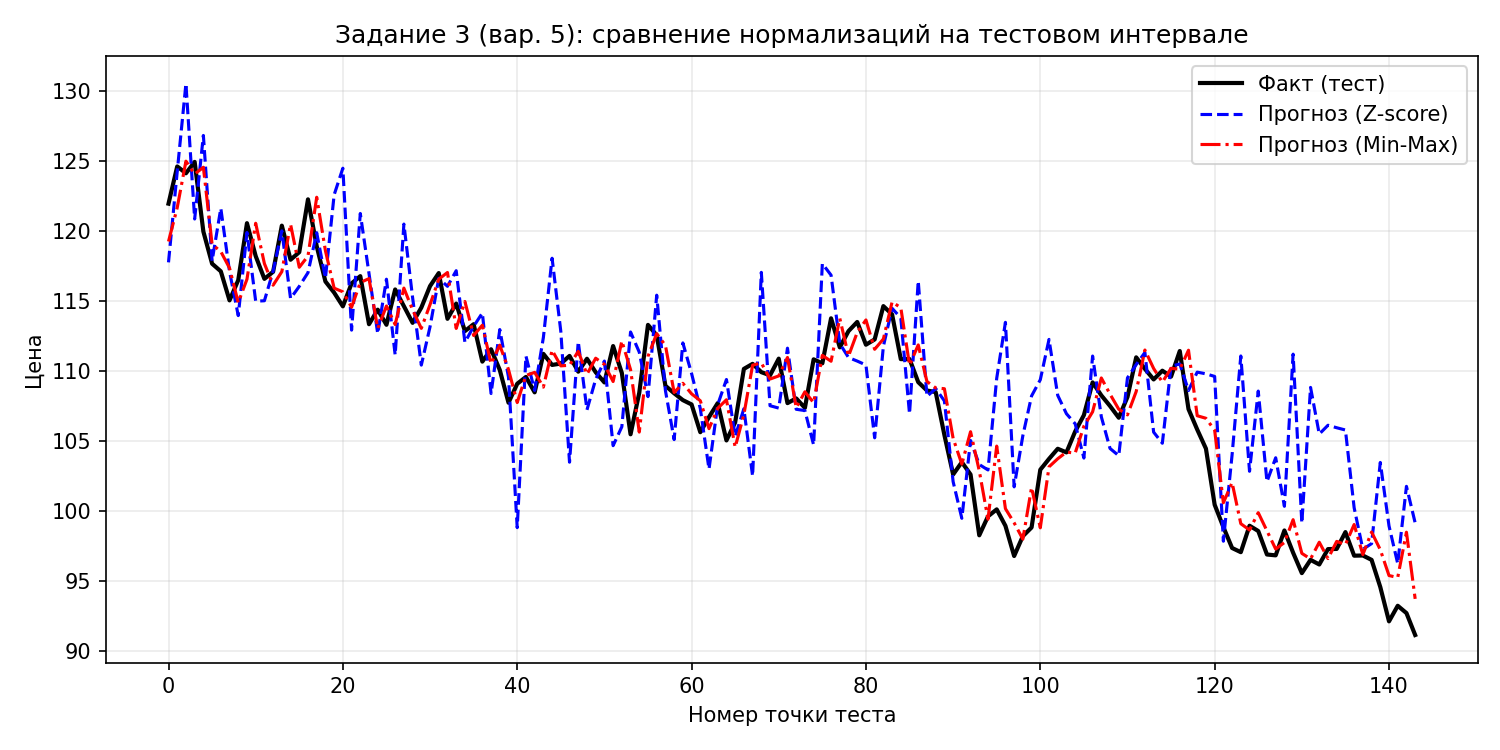 Задание 3 (вар. 5): сравнение нормализаций на тестовом интервале
Факт (тест)
Прогноз (Z-score)
Прогноз (Min-Max)
Цена
130
125
120
115
110
105
100
95
90
0 20 40 60 80 100 120 140
Номер точки теста